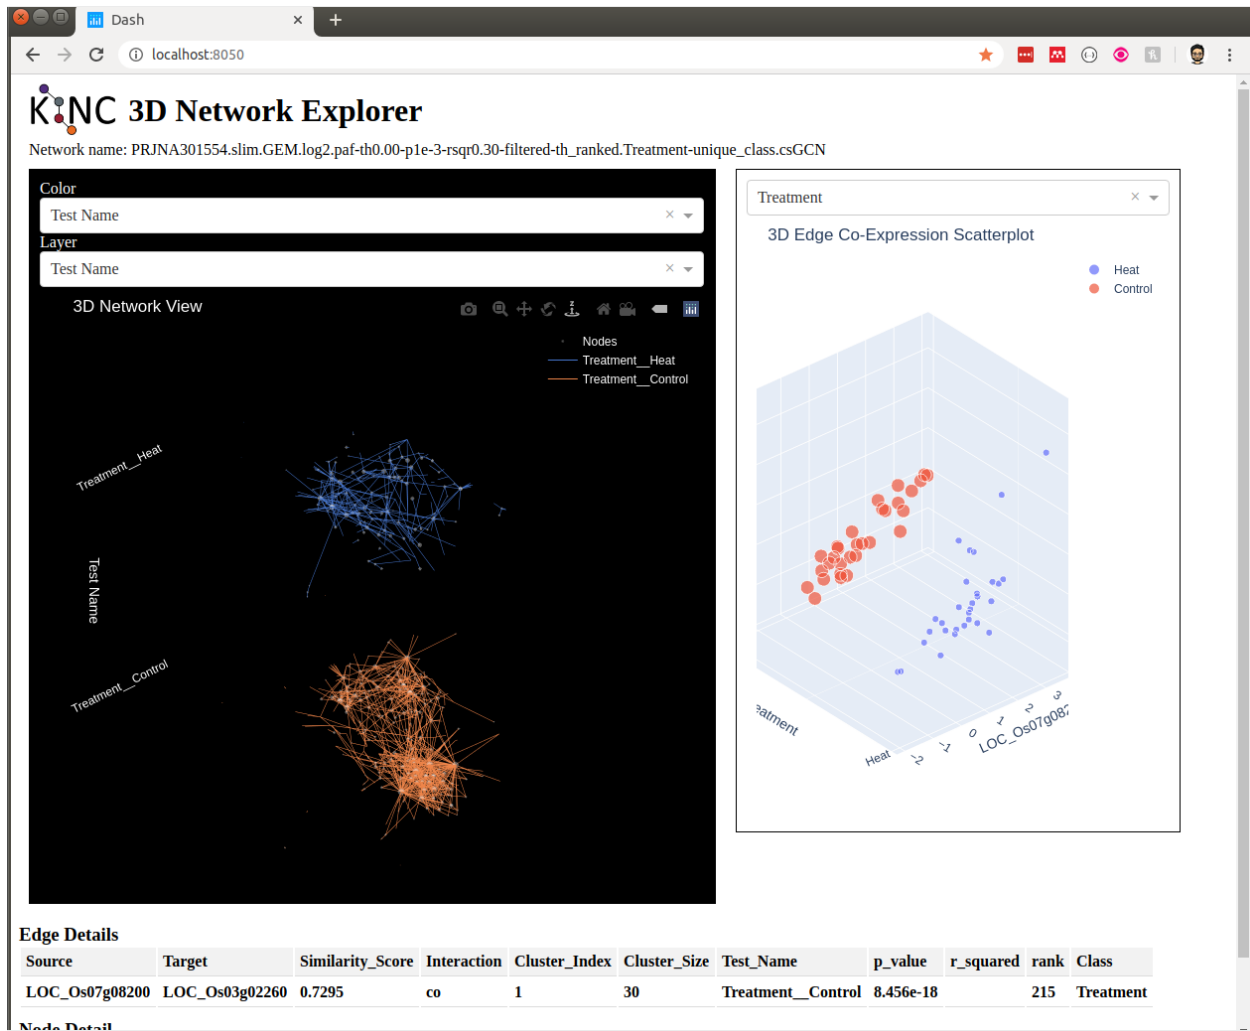 Dash
localhost:8050
KINC 3D Network Explorer
Network name: PRJNA301554.slim.GEM.log2.paf-th0.00-p1e-3-rsqr0.30-filtered-th_ranked.Treatment-unique_class.csGCN
Color
Test Name
Layer
Test Name
3D Network View
Nodes
Treatment__Heat
Treatment__Control
Treatment__Heat
Test Name
Treatment__Control
Treatment
3D Edge Co-Expression Scatterplot
Heat
Control
eatment
Heat
−2 −1 0 1 2 3
LOC_Os07g082
Edge Details
Source Target Similarity_Score Interaction Cluster_Index Cluster_Size Test_Name p_value r_squared rank Class
LOC_Os07g08200 LOC_Os03g02260 0.7295 co 1 30 Treatment__Control 8.456e-18 215 Treatment
Node Detail